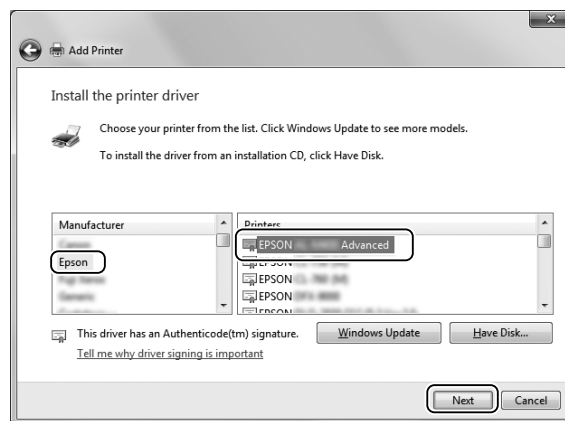 Add Printer
Install the printer driver
Choose your printer from the list. Click Windows Update to see more models.
To install the driver from an installation CD, click Have Disk.
Manufacturer
Printers
EPSON Advanced
Epson
EPSON
EPSON
EPSON
EPSON
This driver has an Authenticode(tm) signature.
Windows Update
Have Disk...
Tell me why driver signing is important
Next
Cancel